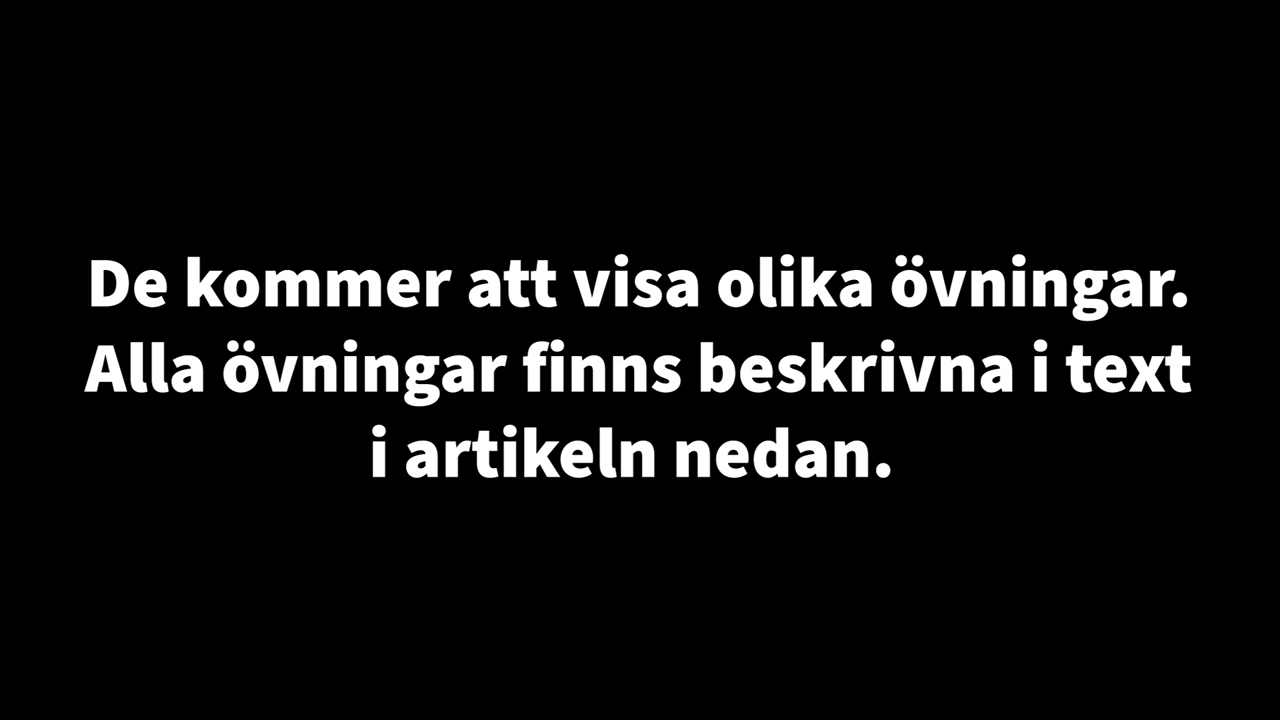 De kommer att visa olika övningar.
Alla övningar finns beskrivna i text
i artikeln nedan.